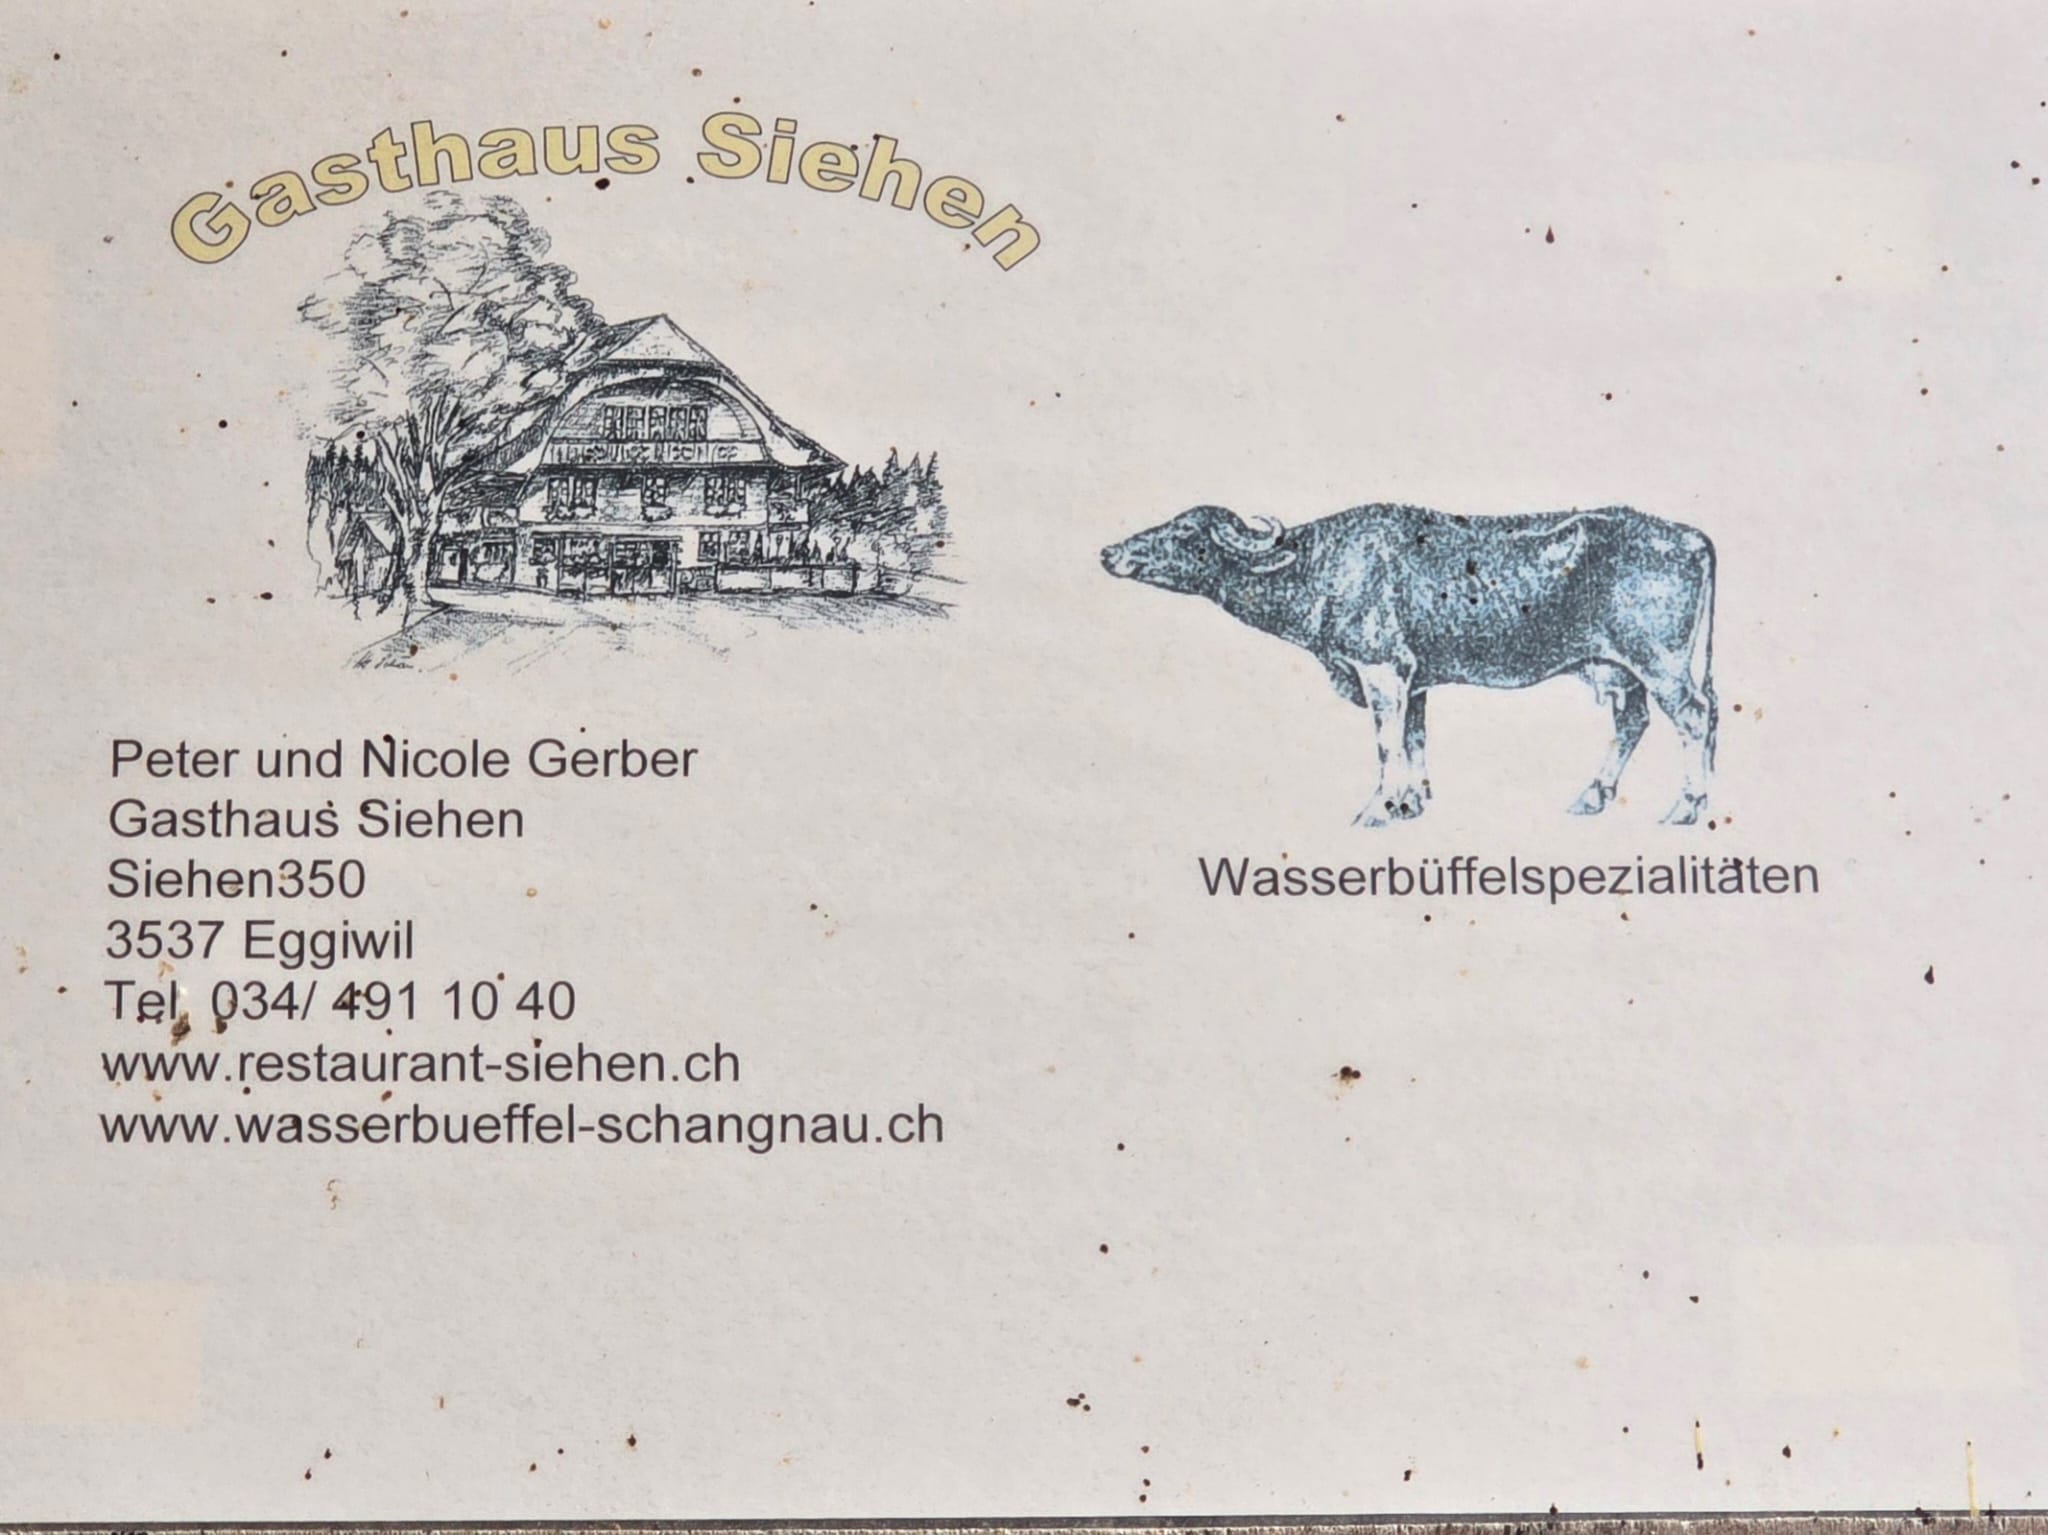 Gasthaus Siehen
Peter und Nicole Gerber
Gasthaus Siehen
Siehen350
3537 Eggiwil
Tel. 034/ 491 10 40
www.restaurant-siehen.ch
www.wasserbueffel-schangnau.ch
Wasserbüffelspezialitäten